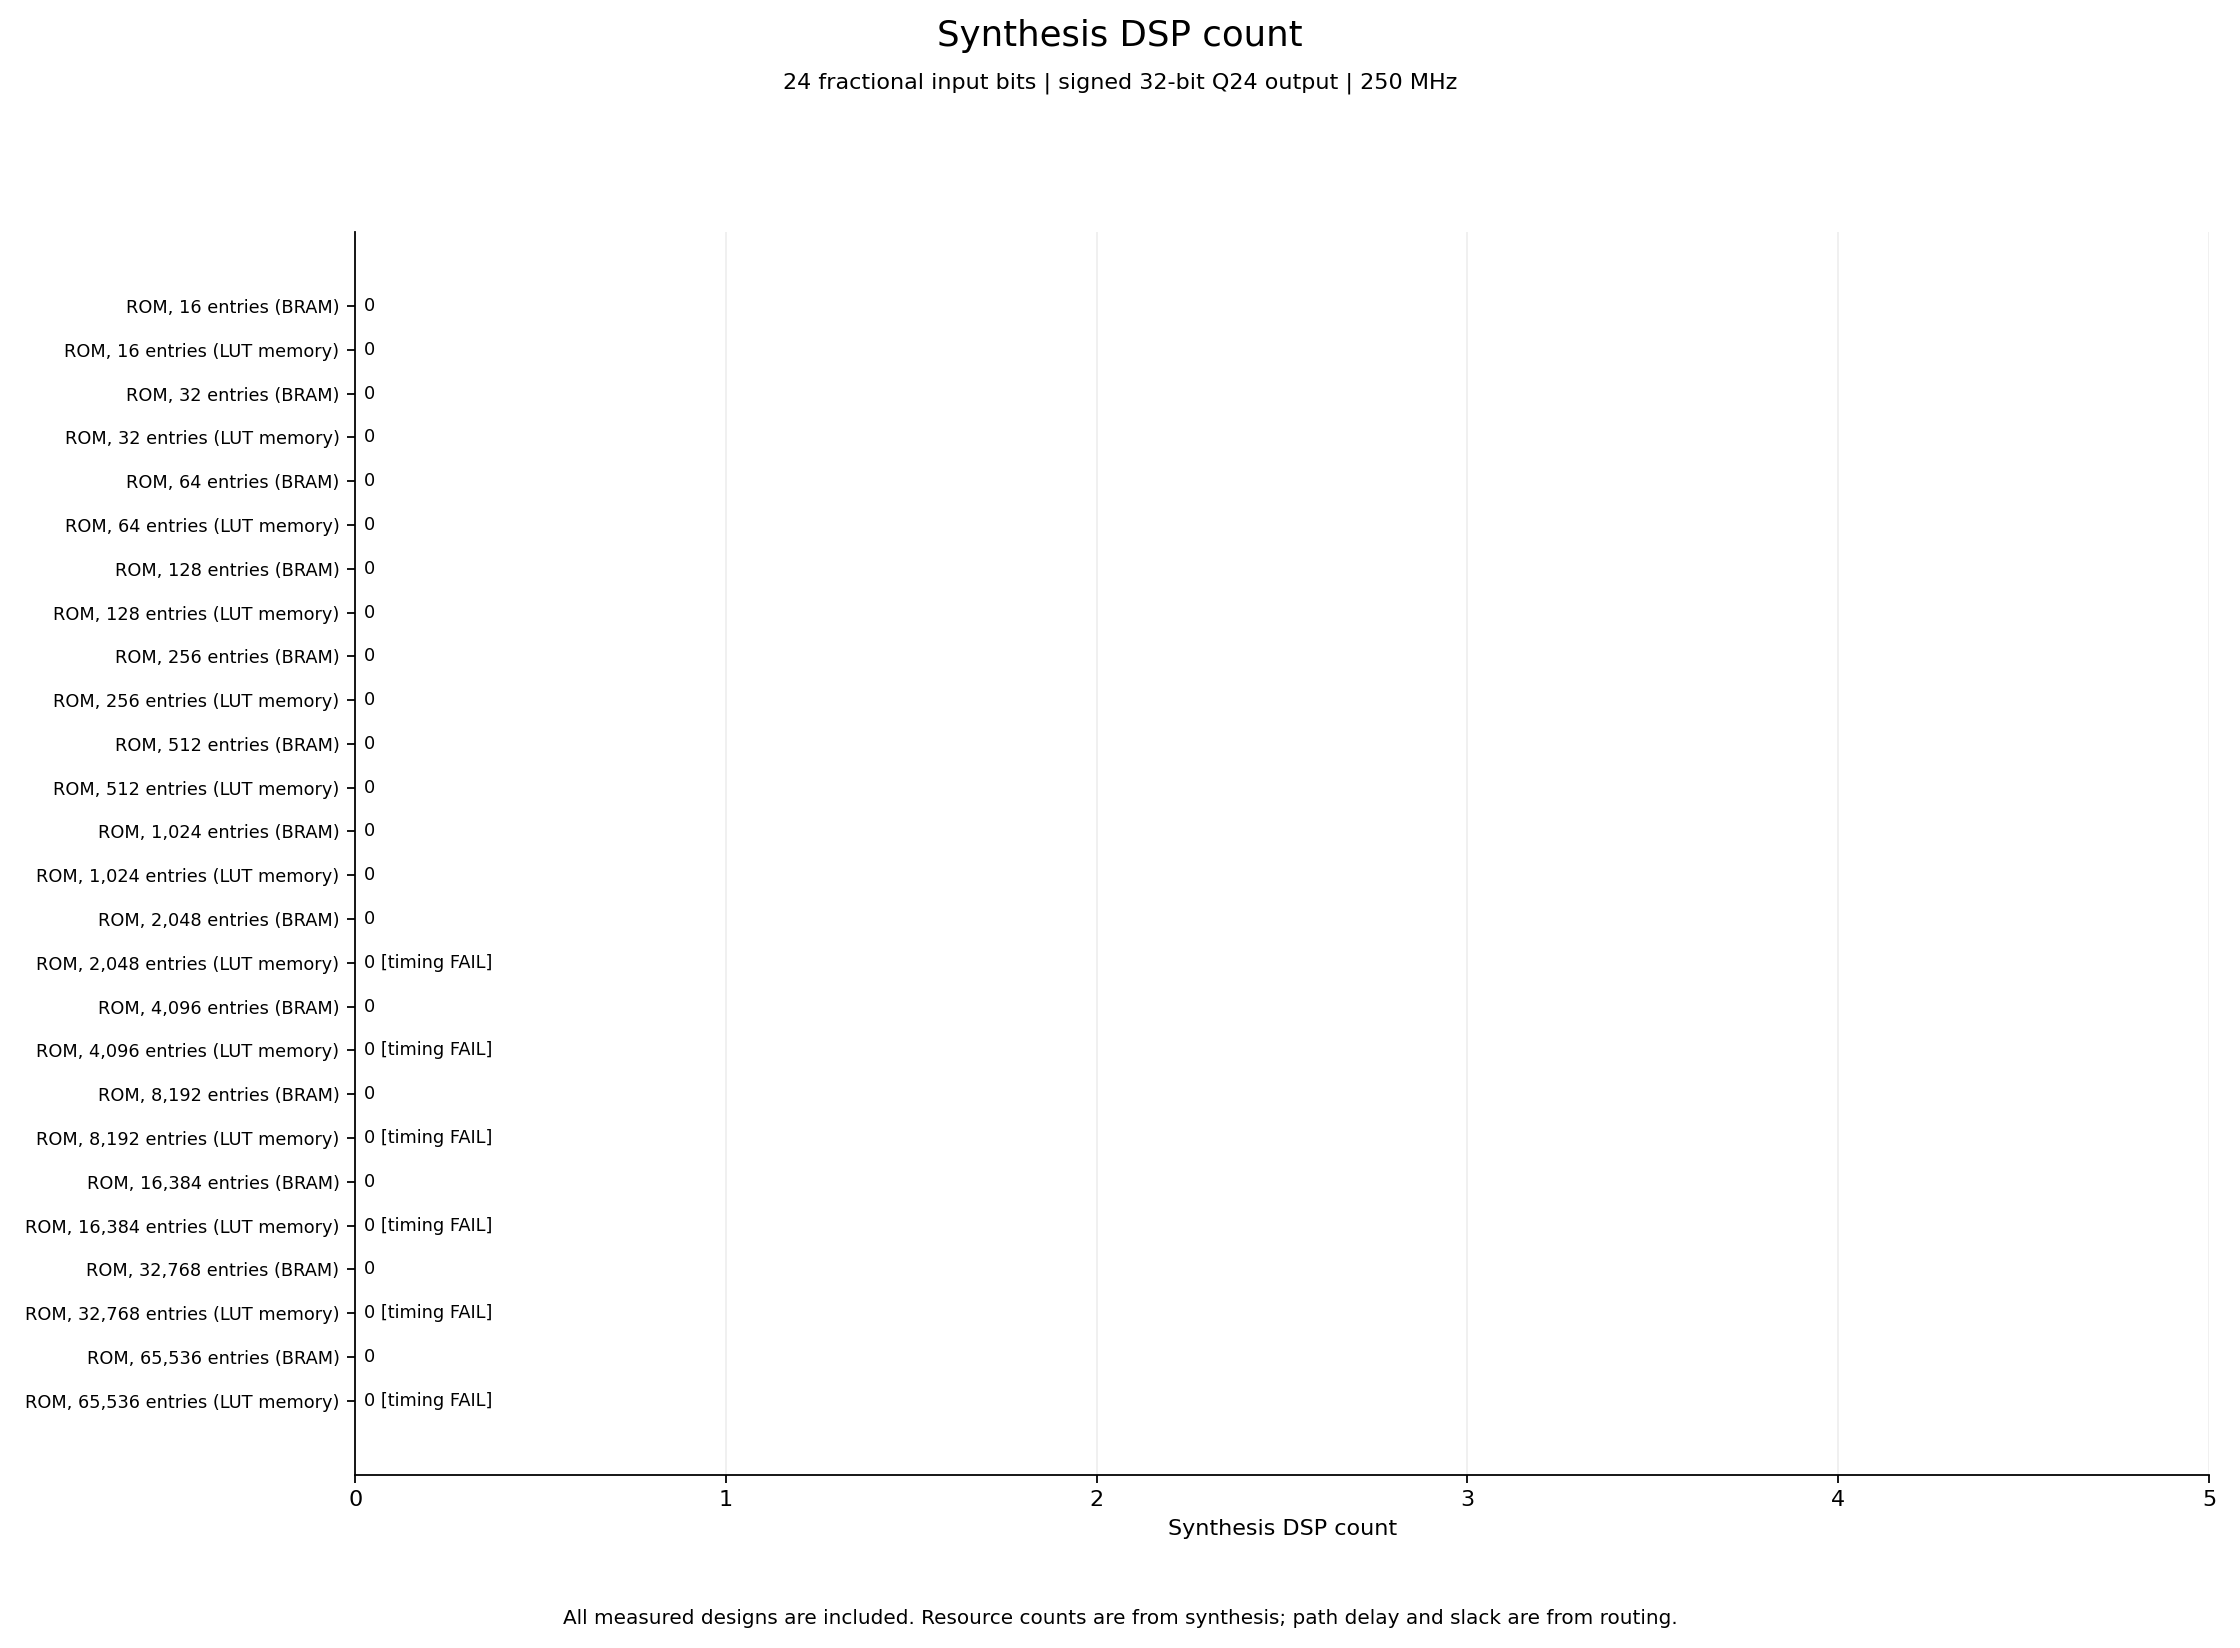 Synthesis DSP count
24 fractional input bits | signed 32-bit Q24 output | 250 MHz
ROM, 16 entries (BRAM) 0
ROM, 16 entries (LUT memory) 0
ROM, 32 entries (BRAM) 0
ROM, 32 entries (LUT memory) 0
ROM, 64 entries (BRAM) 0
ROM, 64 entries (LUT memory) 0
ROM, 128 entries (BRAM) 0
ROM, 128 entries (LUT memory) 0
ROM, 256 entries (BRAM) 0
ROM, 256 entries (LUT memory) 0
ROM, 512 entries (BRAM) 0
ROM, 512 entries (LUT memory) 0
ROM, 1,024 entries (BRAM) 0
ROM, 1,024 entries (LUT memory) 0
ROM, 2,048 entries (BRAM) 0
ROM, 2,048 entries (LUT memory) 0 [timing FAIL]
ROM, 4,096 entries (BRAM) 0
ROM, 4,096 entries (LUT memory) 0 [timing FAIL]
ROM, 8,192 entries (BRAM) 0
ROM, 8,192 entries (LUT memory) 0 [timing FAIL]
ROM, 16,384 entries (BRAM) 0
ROM, 16,384 entries (LUT memory) 0 [timing FAIL]
ROM, 32,768 entries (BRAM) 0
ROM, 32,768 entries (LUT memory) 0 [timing FAIL]
ROM, 65,536 entries (BRAM) 0
ROM, 65,536 entries (LUT memory) 0 [timing FAIL]
0 1 2 3 4 5
Synthesis DSP count
All measured designs are included. Resource counts are from synthesis; path delay and slack are from routing.